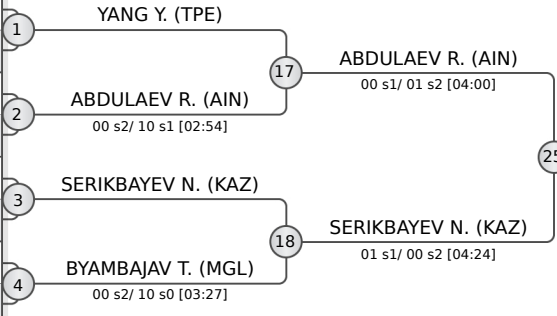 YANG Y. (TPE)
1
ABDULAEV R. (AIN)
17
00 s1/ 01 s2 [04:00]
ABDULAEV R. (AIN)
2
00 s2/ 10 s1 [02:54]
25
SERIKBAYEV N. (KAZ)
3
SERIKBAYEV N. (KAZ)
18
01 s1/ 00 s2 [04:24]
BYAMBAJAV T. (MGL)
4
00 s2/ 10 s0 [03:27]